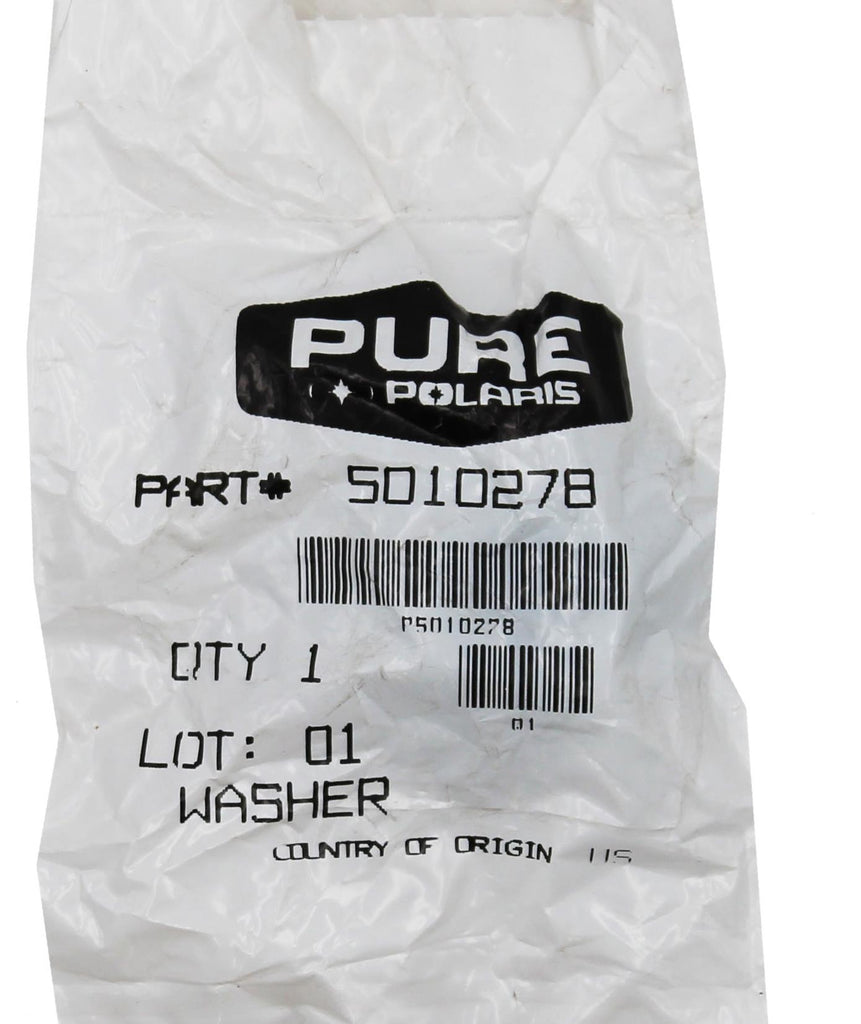 PURE
POLARIS
PART# 5010278
P5010278
QTY 1
01
LOT: 01
WASHER
COUNTRY OF ORIGIN US